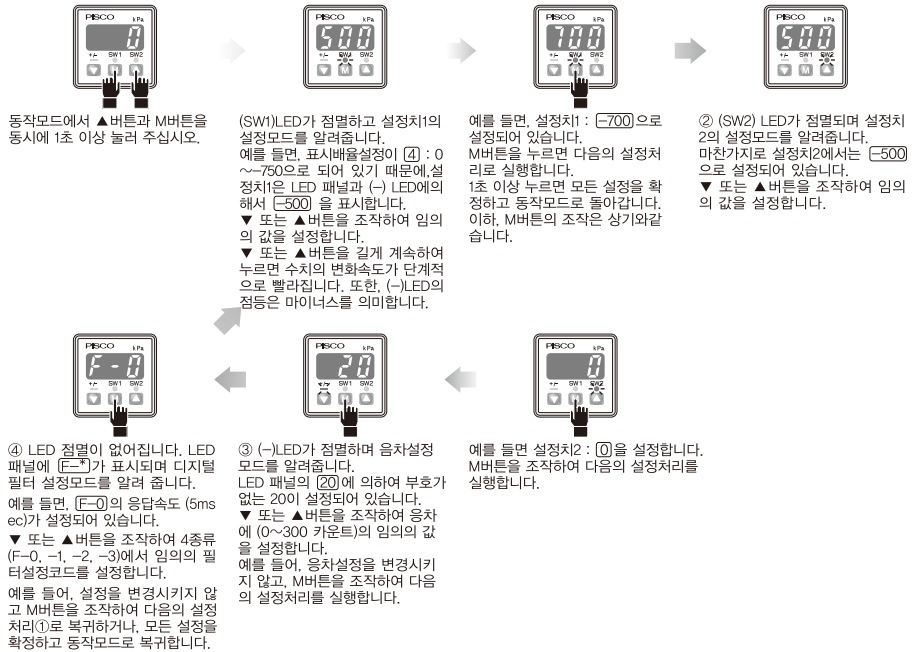 PISCO
kPa
0
+/-
SW1
SW2
M
동작모드에서 ▲버튼과 M버튼을
동시에 1초 이상 눌러 주십시오.
PISCO
kPa
500
+/-
SW1
SW2
M
(SW1)LED가 점멸하고 설정치1의
설정모드를 알려줍니다.
예를 들면, 표시배율설정이 4 : 0
~-750으로 되어 있기 때문에,설
정치1은 LED 패널과 (-) LED에의
해서 -500 을 표시합니다.
▼ 또는 ▲버튼을 조작하여 임의
의 값을 설정합니다.
▼ 또는 ▲버튼을 길게 계속하여
누르면 수치의 변화속도가 단계적
으로 빨라집니다. 또한, (-)LED의
점등은 마이너스를 의미합니다.
PISCO
kPa
700
+/-
SW1
SW2
예를 들면, 설정치1 : -700으로
설정되어 있습니다.
M버튼을 누르면 다음의 설정처
리로 실행합니다.
1초 이상 누르면 모든 설정을 확
정하고 동작모드로 돌아갑니다.
이하, M버튼의 조작은 상기와같
습니다.
PISCO
kPa
500
+/-
SW1
SW2
M
② (SW2) LED가 점멸되며 설정치
2의 설정모드를 알려줍니다.
마찬가지로 설정치2에서는 -500
으로 설정되어 있습니다.
▼ 또는 ▲버튼을 조작하여 임의
의 값을 설정합니다.
PISCO
kPa
0
+/-
SW1
SW2
예를 들면 설정치2 : 0을 설정합니다.
M버튼을 조작하여 다음의 설정처리를
실행합니다.
PISCO
kPa
20
+/-
SW1
SW2
③ (-)LED가 점멸하며 음차설정
모드를 알려줍니다.
LED 패널의 20에 의하여 부호가
없는 20이 설정되어 있습니다.
▼ 또는 ▲버튼을 조작하여 응차
에 (0~300 카운트)의 임의의 값
을 설정합니다.
예를 들어, 응차설정을 변경시키
지 않고, M버튼을 조작하여 다음
의 설정처리를 실행합니다.
PISCO
kPa
F-0
+/-
SW1
SW2
④ LED 점멸이 없어집니다. LED
패널에 F-*가 표시되며 디지털
필터 설정모드를 알려 줍니다.
예를 들면, F-0의 응답속도 (5ms
ec)가 설정되어 있습니다.
▼ 또는 ▲버튼을 조작하여 4종류
(F-0, -1, -2, -3)에서 임의의 필
터설정코드를 설정합니다.
예를 들어, 설정을 변경시키지 않
고 M버튼을 조작하여 다음의 설정
처리①로 복귀하거나, 모든 설정을
확정하고 동작모드로 복귀합니다.